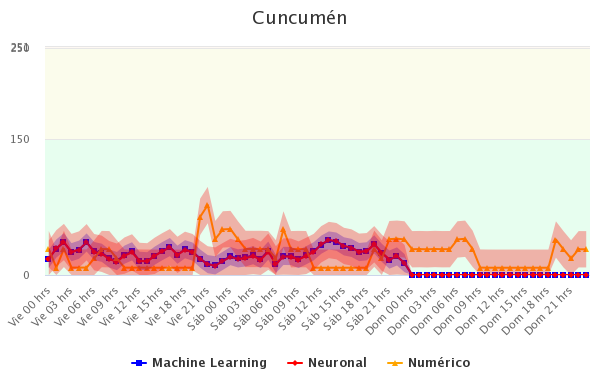 Cuncumén
250
150
0
Vie 00 hrs
Vie 03 hrs
Vie 06 hrs
Vie 09 hrs
Vie 12 hrs
Vie 15 hrs
Vie 18 hrs
Vie 21 hrs
Sáb 00 hrs
Sáb 03 hrs
Sáb 06 hrs
Sáb 09 hrs
Sáb 12 hrs
Sáb 15 hrs
Sáb 18 hrs
Sáb 21 hrs
Dom 00 hrs
Dom 03 hrs
Dom 06 hrs
Dom 09 hrs
Dom 12 hrs
Dom 15 hrs
Dom 18 hrs
Dom 21 hrs
Machine Learning Neuronal Numérico